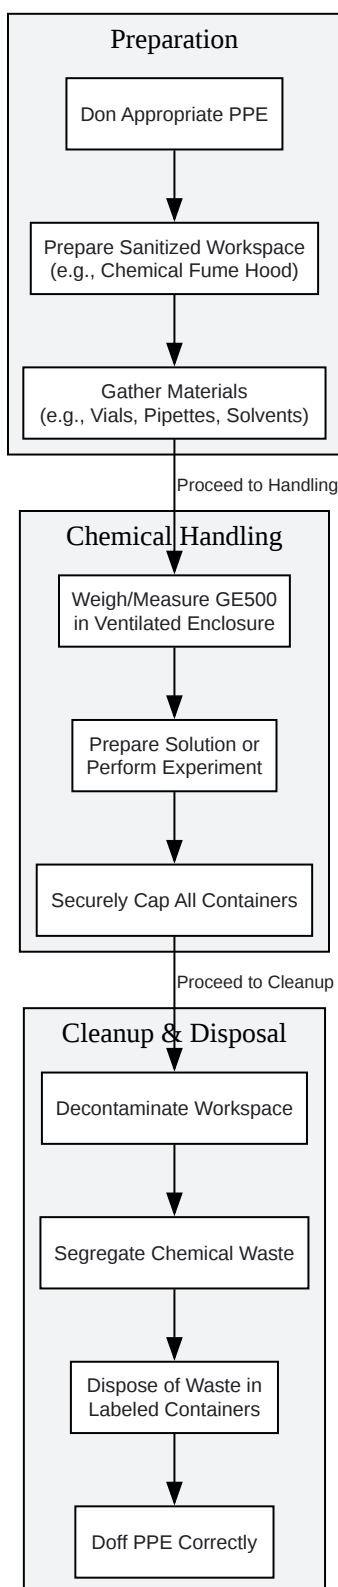 Preparation
Don Appropriate PPE
Prepare Sanitized Workspace
(e.g., Chemical Fume Hood)
Gather Materials
(e.g., Vials, Pipettes, Solvents)
Proceed to Handling
Chemical Handling
Weigh/Measure GE500
in Ventilated Enclosure
Prepare Solution or
Perform Experiment
Securely Cap All Containers
Proceed to Cleanup
Cleanup & Disposal
Decontaminate Workspace
Segregate Chemical Waste
Dispose of Waste in
Labeled Containers
Doff PPE Correctly